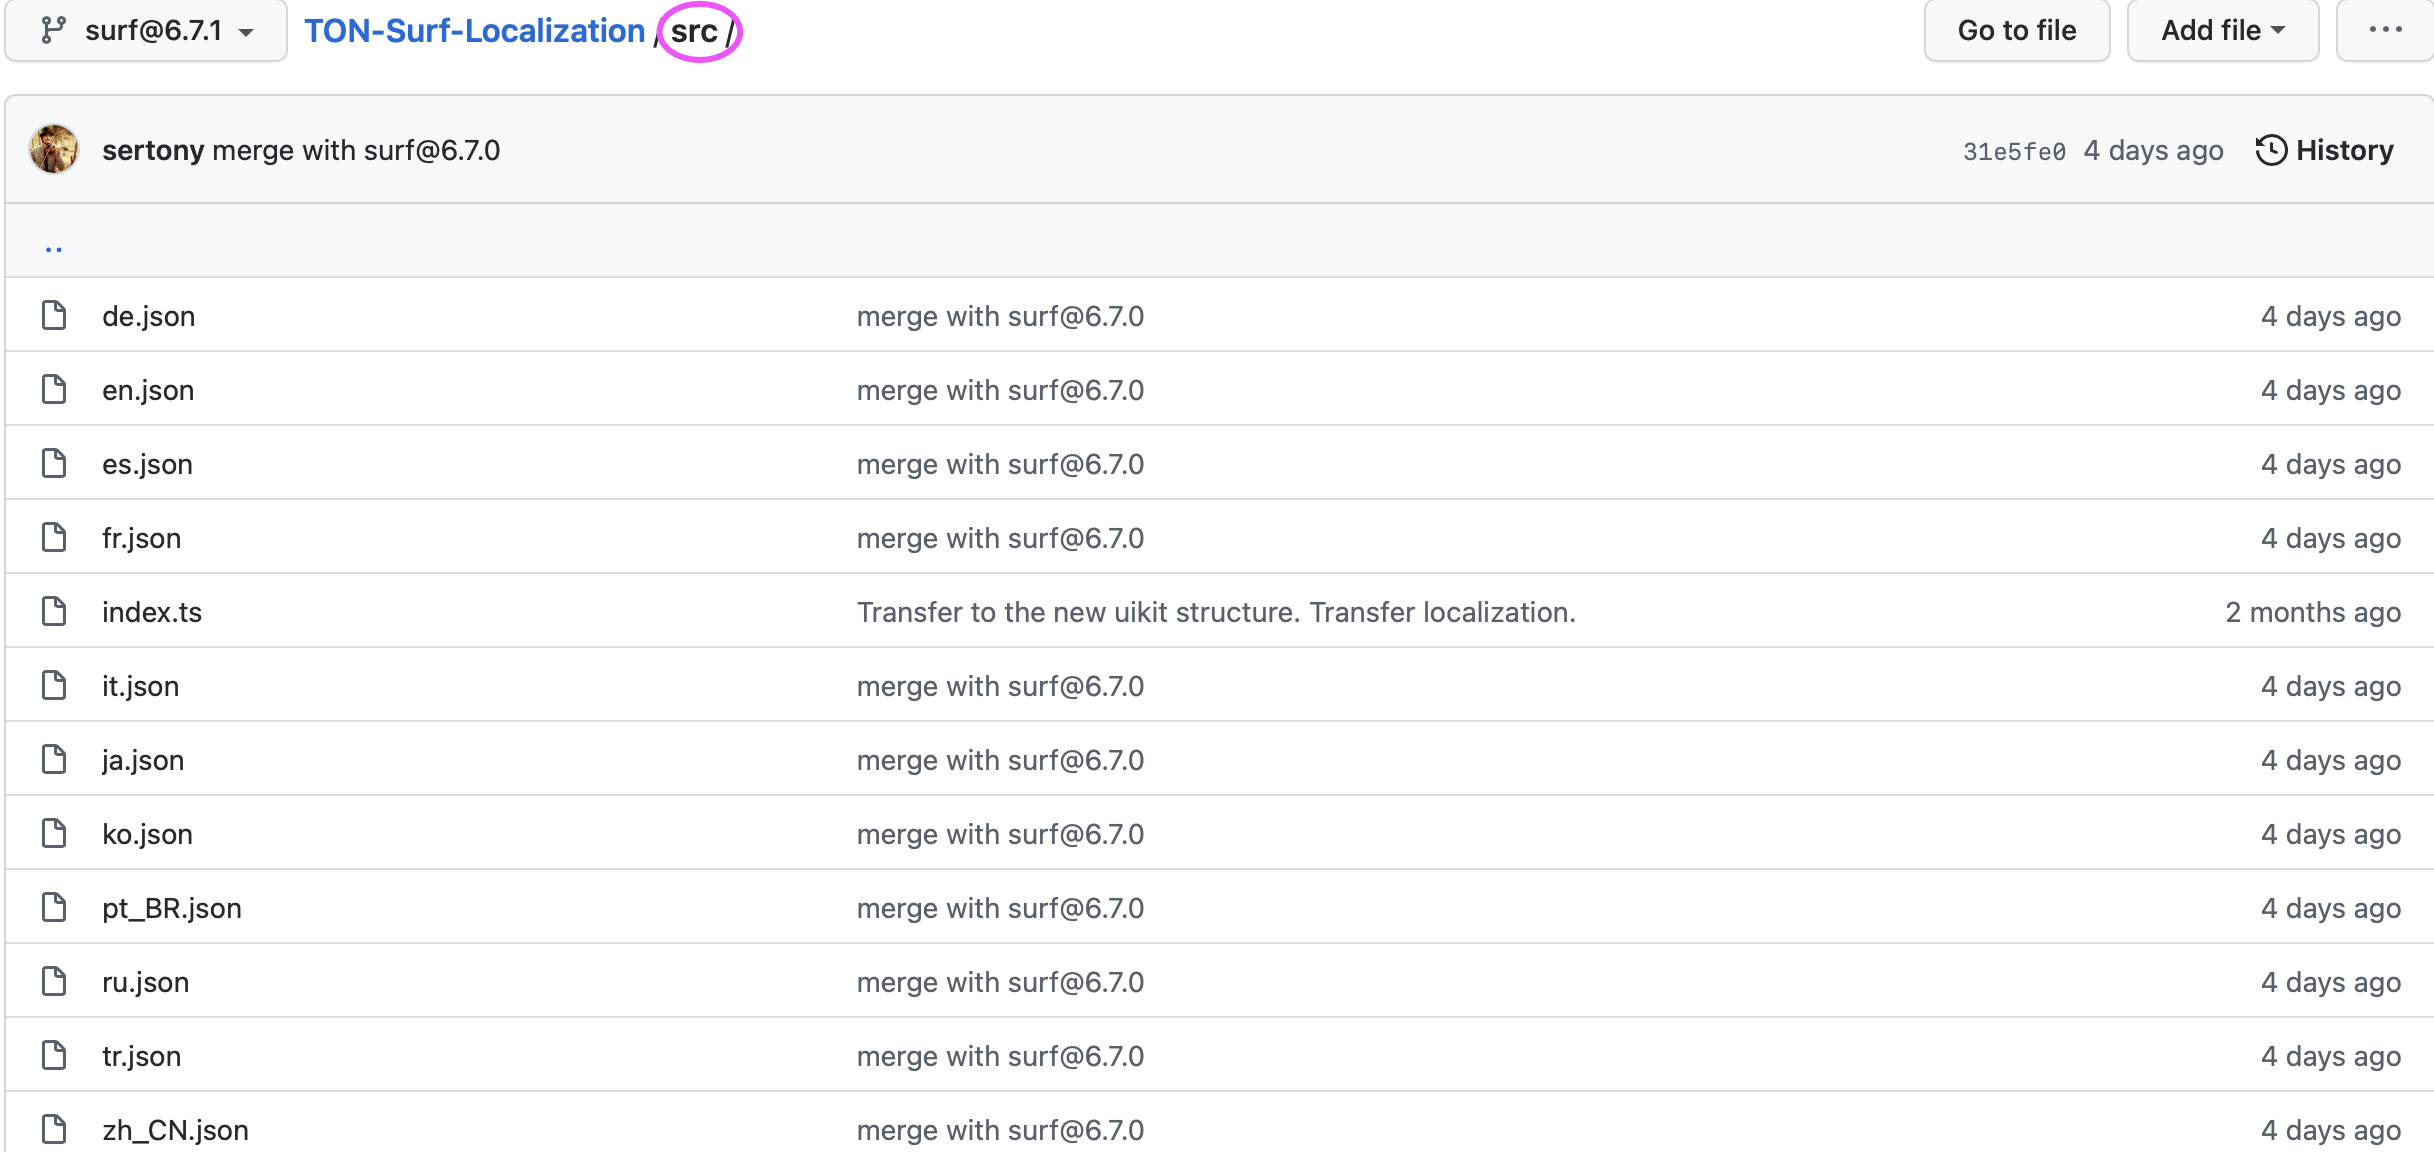 surf@6.7.1 TON-Surf-Localization / src / Go to file Add file ...
sertony merge with surf@6.7.0 31e5fe0 4 days ago History
..
de.json merge with surf@6.7.0 4 days ago
en.json merge with surf@6.7.0 4 days ago
es.json merge with surf@6.7.0 4 days ago
fr.json merge with surf@6.7.0 4 days ago
index.ts Transfer to the new uikit structure. Transfer localization. 2 months ago
it.json merge with surf@6.7.0 4 days ago
ja.json merge with surf@6.7.0 4 days ago
ko.json merge with surf@6.7.0 4 days ago
pt_BR.json merge with surf@6.7.0 4 days ago
ru.json merge with surf@6.7.0 4 days ago
tr.json merge with surf@6.7.0 4 days ago
zh_CN.json merge with surf@6.7.0 4 days ago